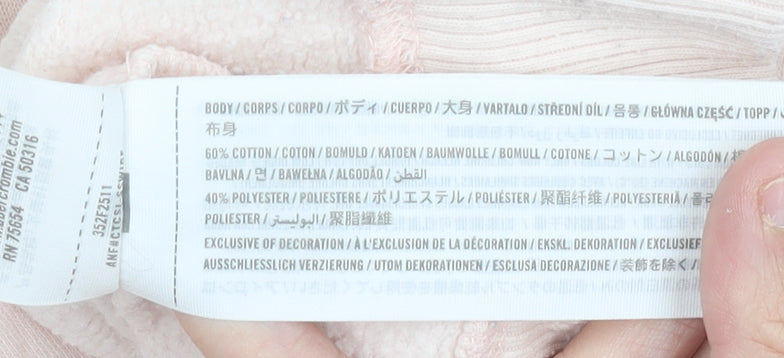 BODY / CORPS / CORPO / ボディ / CUERPO / 大身 / VARTALO / STŘEDNÍ DÍL / 몸통 / GŁÓWNA CZĘŚĆ / TOPP /
布身
60% COTTON / COTON / BOMULD / KATOEN / BAUMWOLLE / BOMULL / COTONE / コットン / ALGODÓN /
BAVLNA / 면 / BAWEŁNA / ALGODÃO / القطن
40% POLYESTER / POLIESTERE / ポリエステル / POLIÉSTER / 聚酯纤维 / POLYESTERIÄ /
POLIESTER / البوليستر / 聚脂纖維
EXCLUSIVE OF DECORATION / À L'EXCLUSION DE LA DÉCORATION / EKSKL. DEKORATION /
AUSSCHLIESSLICH VERZIERUNG / UTOM DEKORATIONEN / ESCLUSA DECORAZIONE / 装飾を除く /
RN 75654 CA 50316
352F2511